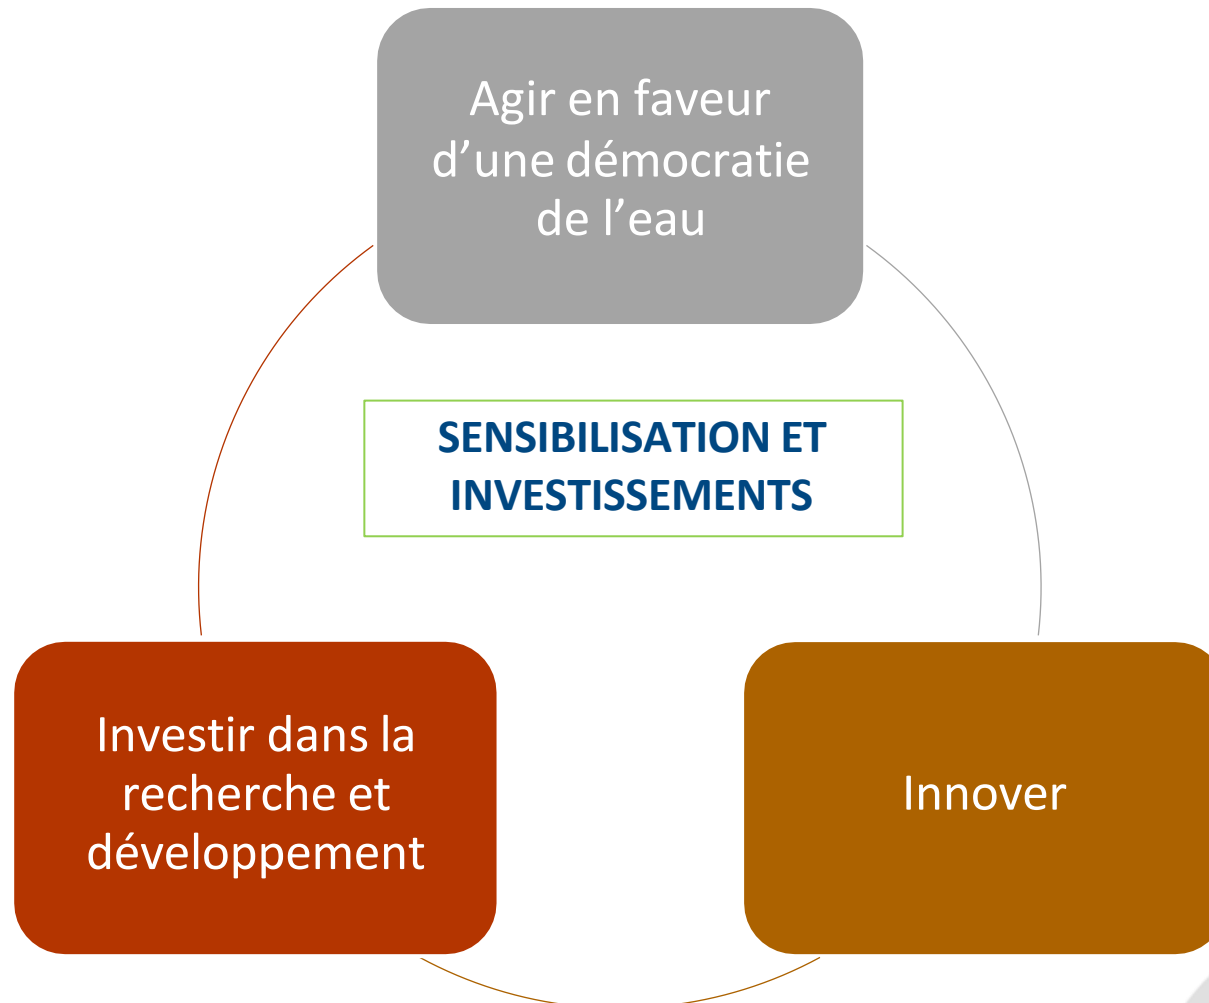 Agir en faveur
d’une démocratie
de l’eau
SENSIBILISATION ET
INVESTISSEMENTS
Investir dans la
recherche et
développement
Innover